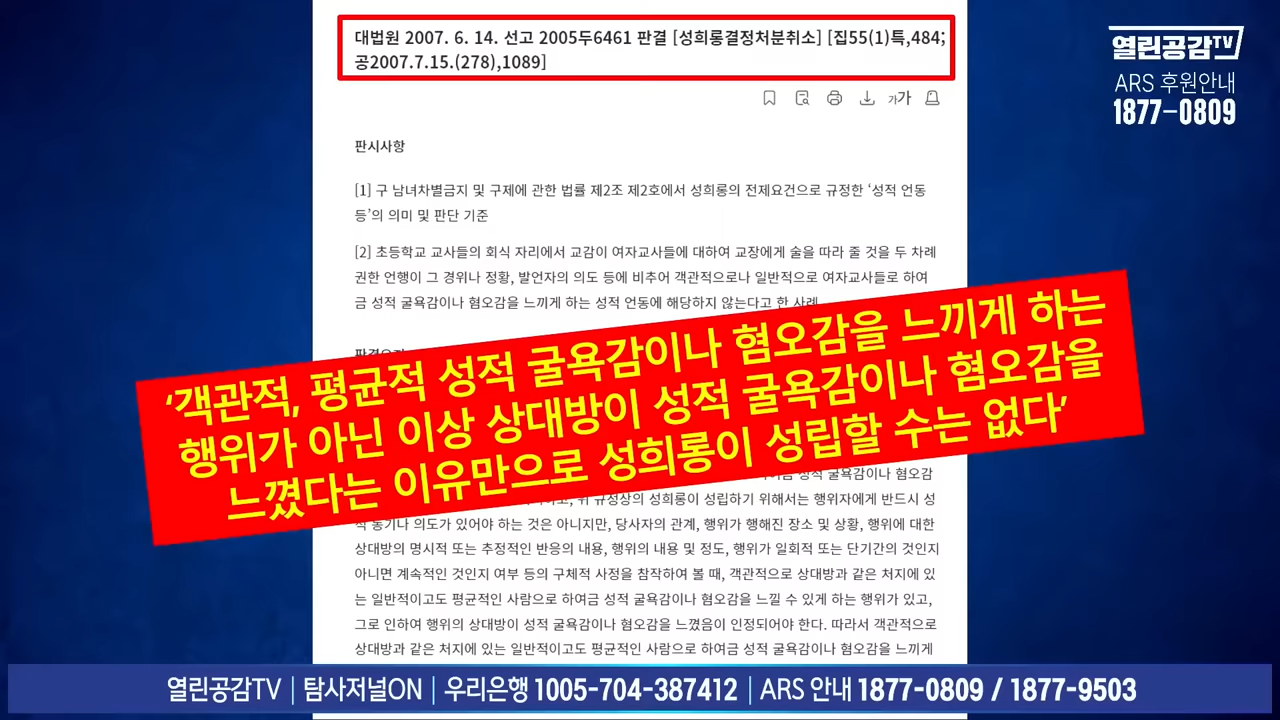 대법원 2007. 6. 14. 선고 2005두6461 판결 [성희롱결정처분취소] [집55(1)특,484;
공2007.7.15.(278),1089]
열린공감TV
ARS 후원안내
1877-0809
가가
판시사항
[1] 구 남녀차별금지 및 구제에 관한 법률 제2조 제2호에서 성희롱의 전제요건으로 규정한 '성적 언동
등'의 의미 및 판단 기준
[2] 초등학교 교사들의 회식 자리에서 교감이 여자교사들에 대하여 교장에게 술을 따라 줄 것을 두 차례
권한 언행이 그 경위나 정황, 발언자의 의도 등에 비추어 객관적으로나 일반적으로 여자교사들로 하여
금 성적 굴욕감이나 혐오감을 느끼게 하는 성적 언동에 해당하지 않는다고 한 사례
'객관적, 평균적 성적 굴욕감이나 혐오감을 느끼게 하는
행위가 아닌 이상 상대방이 성적 굴욕감이나 혐오감을
느꼈다는 이유만으로 성희롱이 성립할 수는 없다'
성적 굴욕감이나 혐오감
위 규정상의 성희롱이 성립하기 위해서는 행위자에게 반드시 성
적 동기나 의도가 있어야 하는 것은 아니지만, 당사자의 관계, 행위가 행해진 장소 및 상황, 행위에 대한
상대방의 명시적 또는 추정적인 반응의 내용, 행위의 내용 및 정도, 행위가 일회적 또는 단기간의 것인지
아니면 계속적인 것인지 여부 등의 구체적 사정을 참작하여 볼 때, 객관적으로 상대방과 같은 처지에 있
는 일반적이고도 평균적인 사람으로 하여금 성적 굴욕감이나 혐오감을 느낄 수 있게 하는 행위가 있고,
그로 인하여 행위의 상대방이 성적 굴욕감이나 혐오감을 느꼈음이 인정되어야 한다. 따라서 객관적으로
상대방과 같은 처지에 있는 일반적이고도 평균적인 사람으로 하여금 성적 굴욕감이나 혐오감을 느끼게
열린공감TV | 탐사저널ON | 우리은행 1005-704-387412 | ARS 안내 1877-0809 / 1877-9503